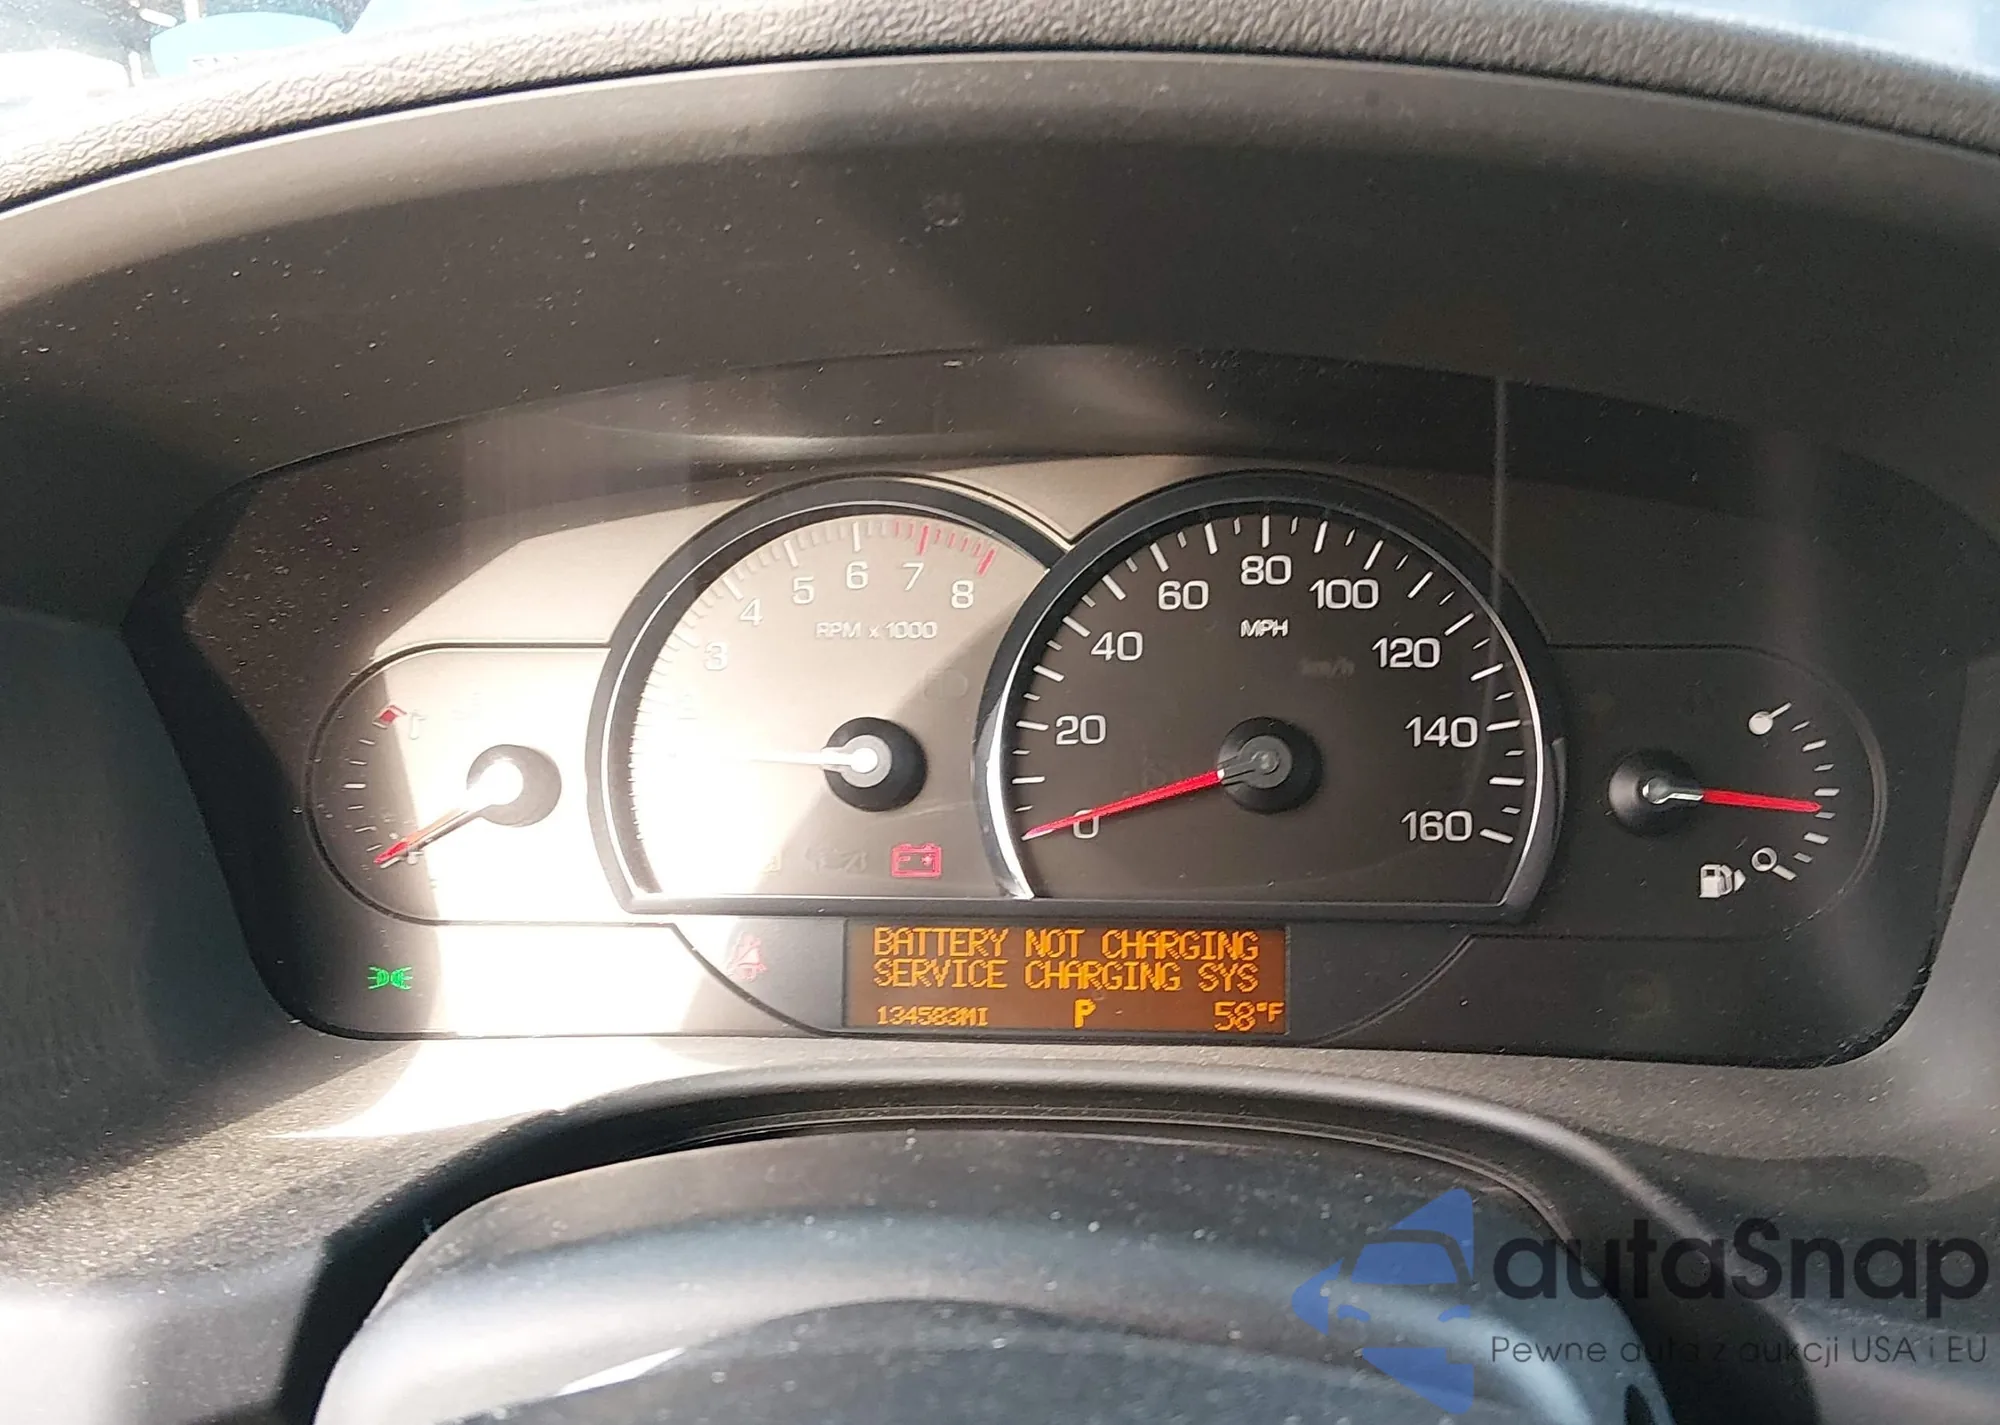 6 7
5 8
4
3
RPM x 1000
80
60 100
MPH
km/h
40 120
20 140
0 160
BATTERY NOT CHARGING
SERVICE CHARGING SYS
134583MI P 58°F
autaSnap
Pewne auta z aukcji USA i EU